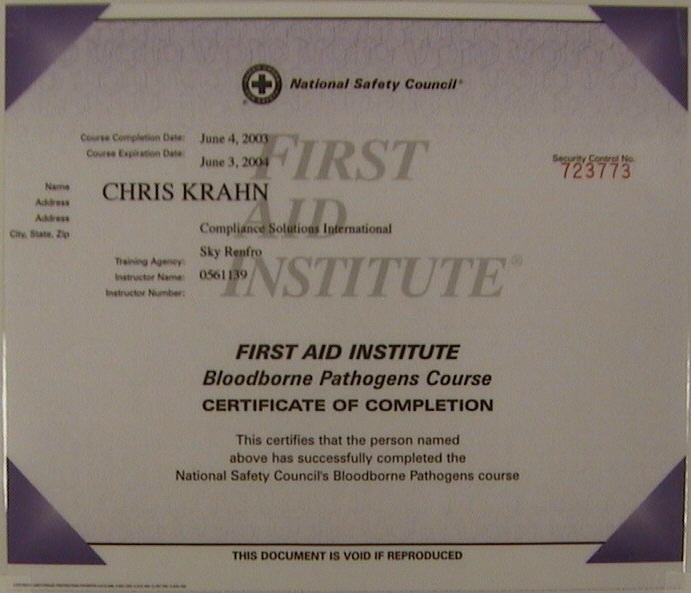 National Safety Council®
Course Completion Date: June 4, 2003
Course Expiration Date: June 3, 2004
FIRST
AID
INSTITUTE®
Security Control No.
723773
Name CHRIS KRAHN
Address
Address
City, State, Zip
Compliance Solutions International
Training Agency: Sky Renfro
Instructor Name: 0561139
Instructor Number:
FIRST AID INSTITUTE
Bloodborne Pathogens Course
CERTIFICATE OF COMPLETION
This certifies that the person named
above has successfully completed the
National Safety Council's Bloodborne Pathogens course
THIS DOCUMENT IS VOID IF REPRODUCED